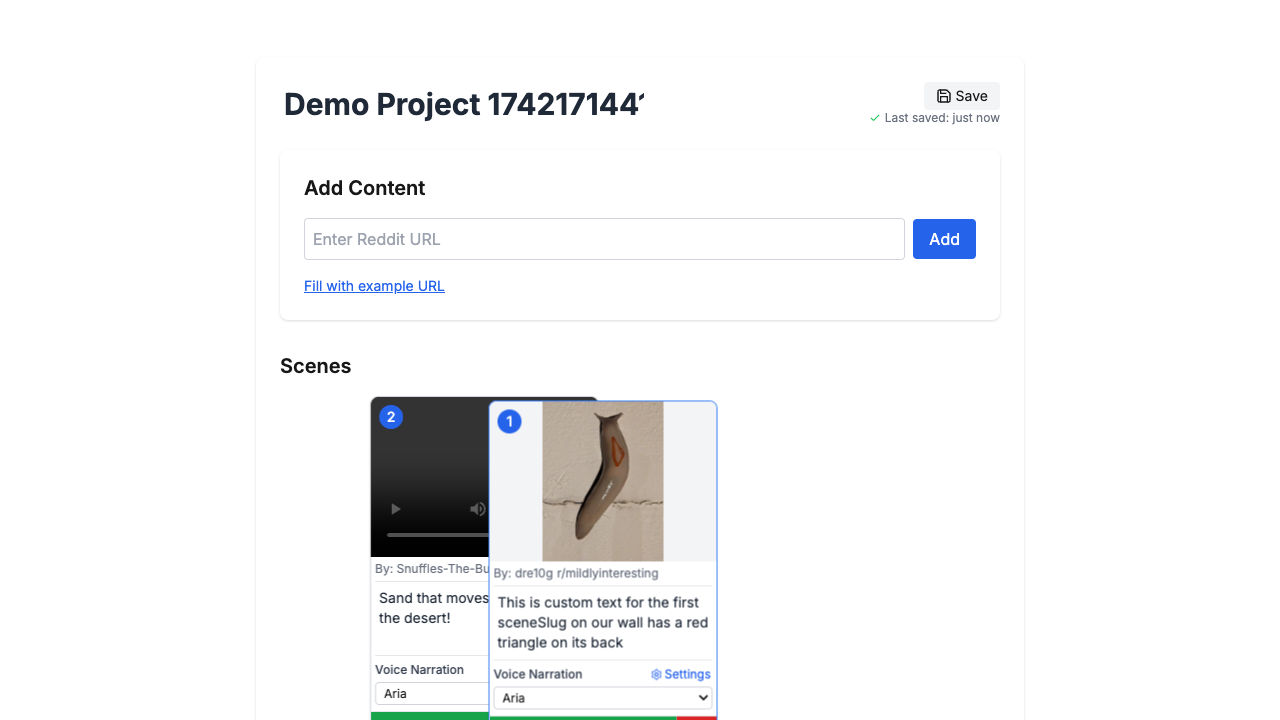 Demo Project 174217144
Save
Last saved: just now
Add Content
Enter Reddit URL
Add
Fill with example URL
Scenes
2
By: Snuffles-The-Bu
Sand that moves
the desert!
Voice Narration
Aria
1
By: dre10g r/mildlyinteresting
This is custom text for the first
sceneSlug on our wall has a red
triangle on its back
Voice Narration
Settings
Aria